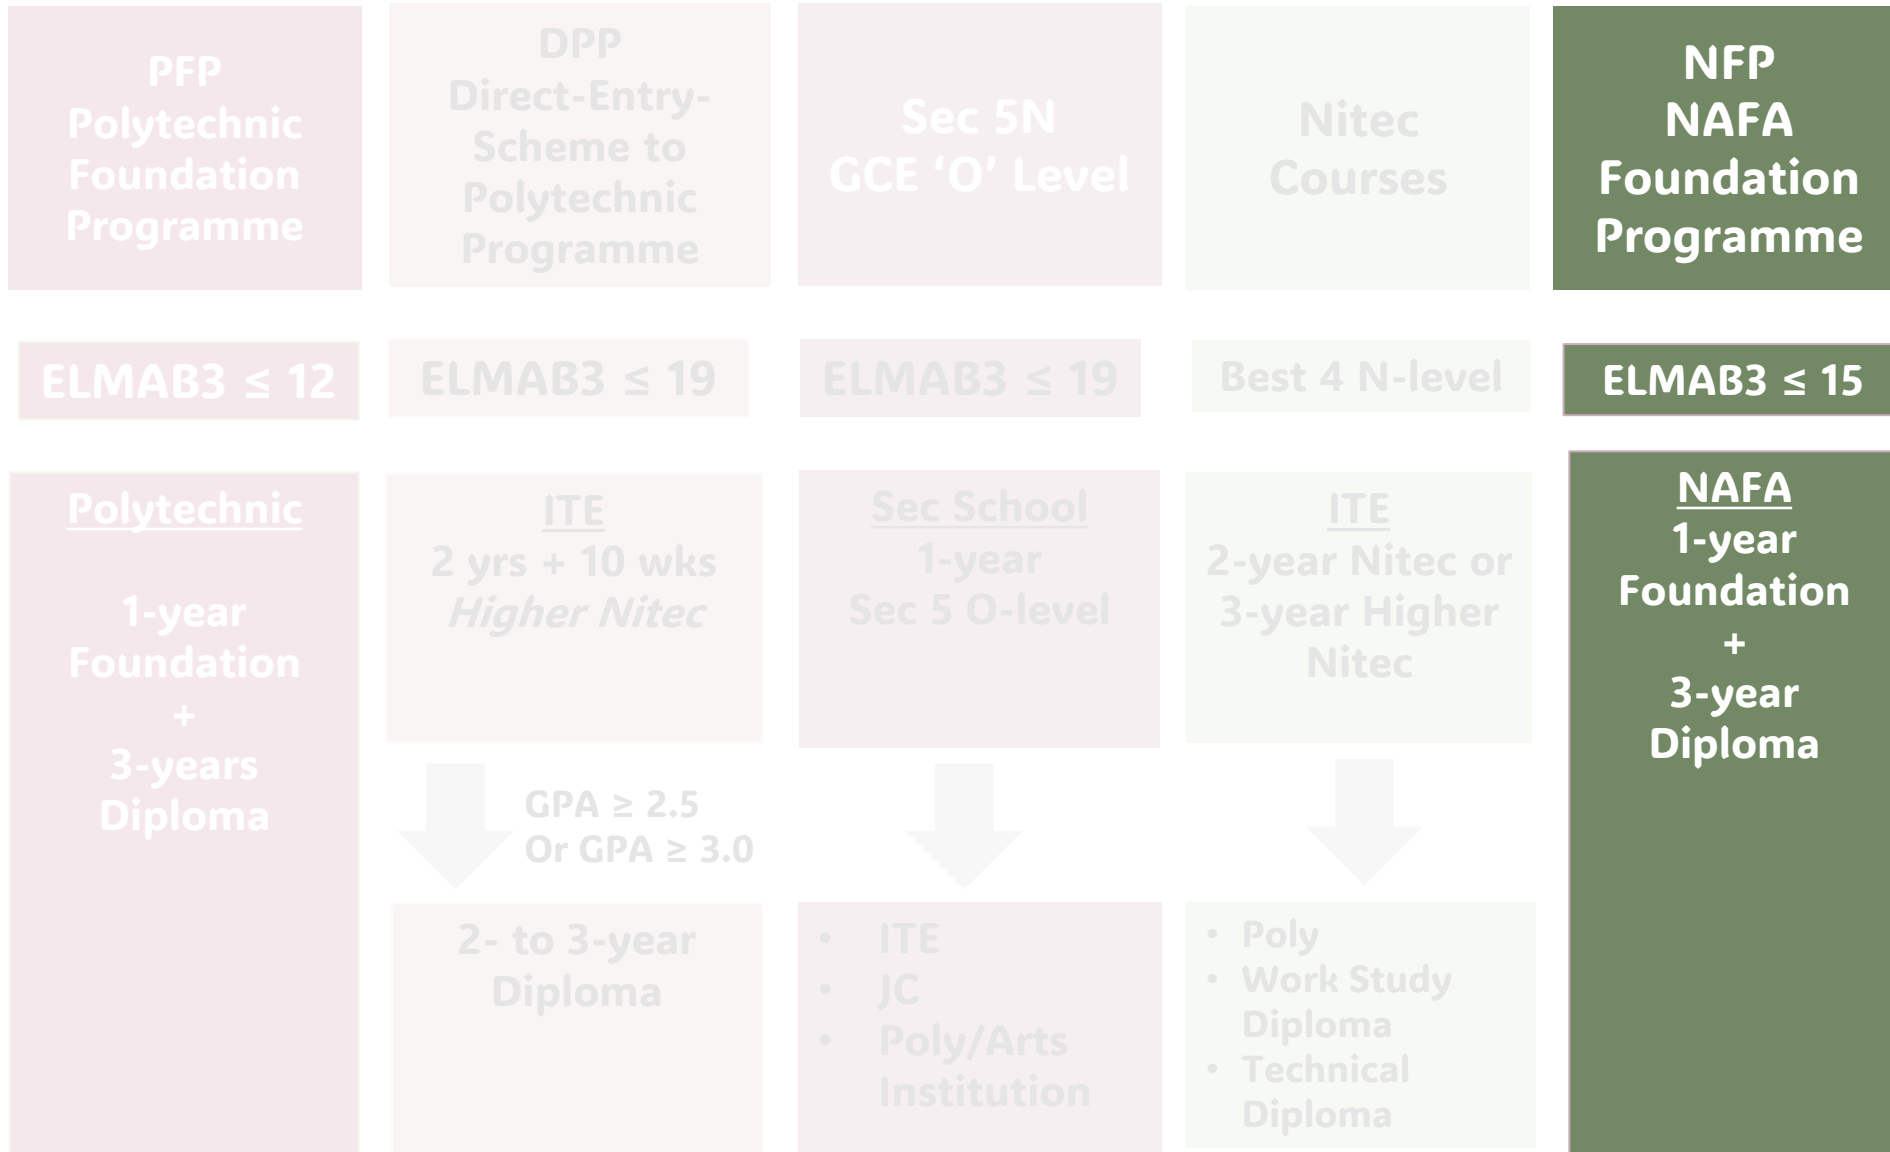 PFP
Polytechnic
Foundation
Programme
DPP
Direct-Entry-
Scheme to
Polytechnic
Programme
Sec 5N
GCE ‘O’ Level
Nitec
Courses
NFP
NAFA
Foundation
Programme
ELMAB3 ≤ 12
ELMAB3 ≤ 19
ELMAB3 ≤ 19
Best 4 N-level
ELMAB3 ≤ 15
Polytechnic
1-year
Foundation
+
3-years
Diploma
ITE
2 yrs + 10 wks
Higher Nitec
GPA ≥ 2.5
Or GPA ≥ 3.0
2- to 3-year
Diploma
Sec School
1-year
Sec 5 O-level
• ITE
• JC
• Poly/Arts
Institution
ITE
2-year Nitec or
3-year Higher
Nitec
• Poly
• Work Study
Diploma
• Technical
Diploma
NAFA
1-year
Foundation
+
3-year
Diploma